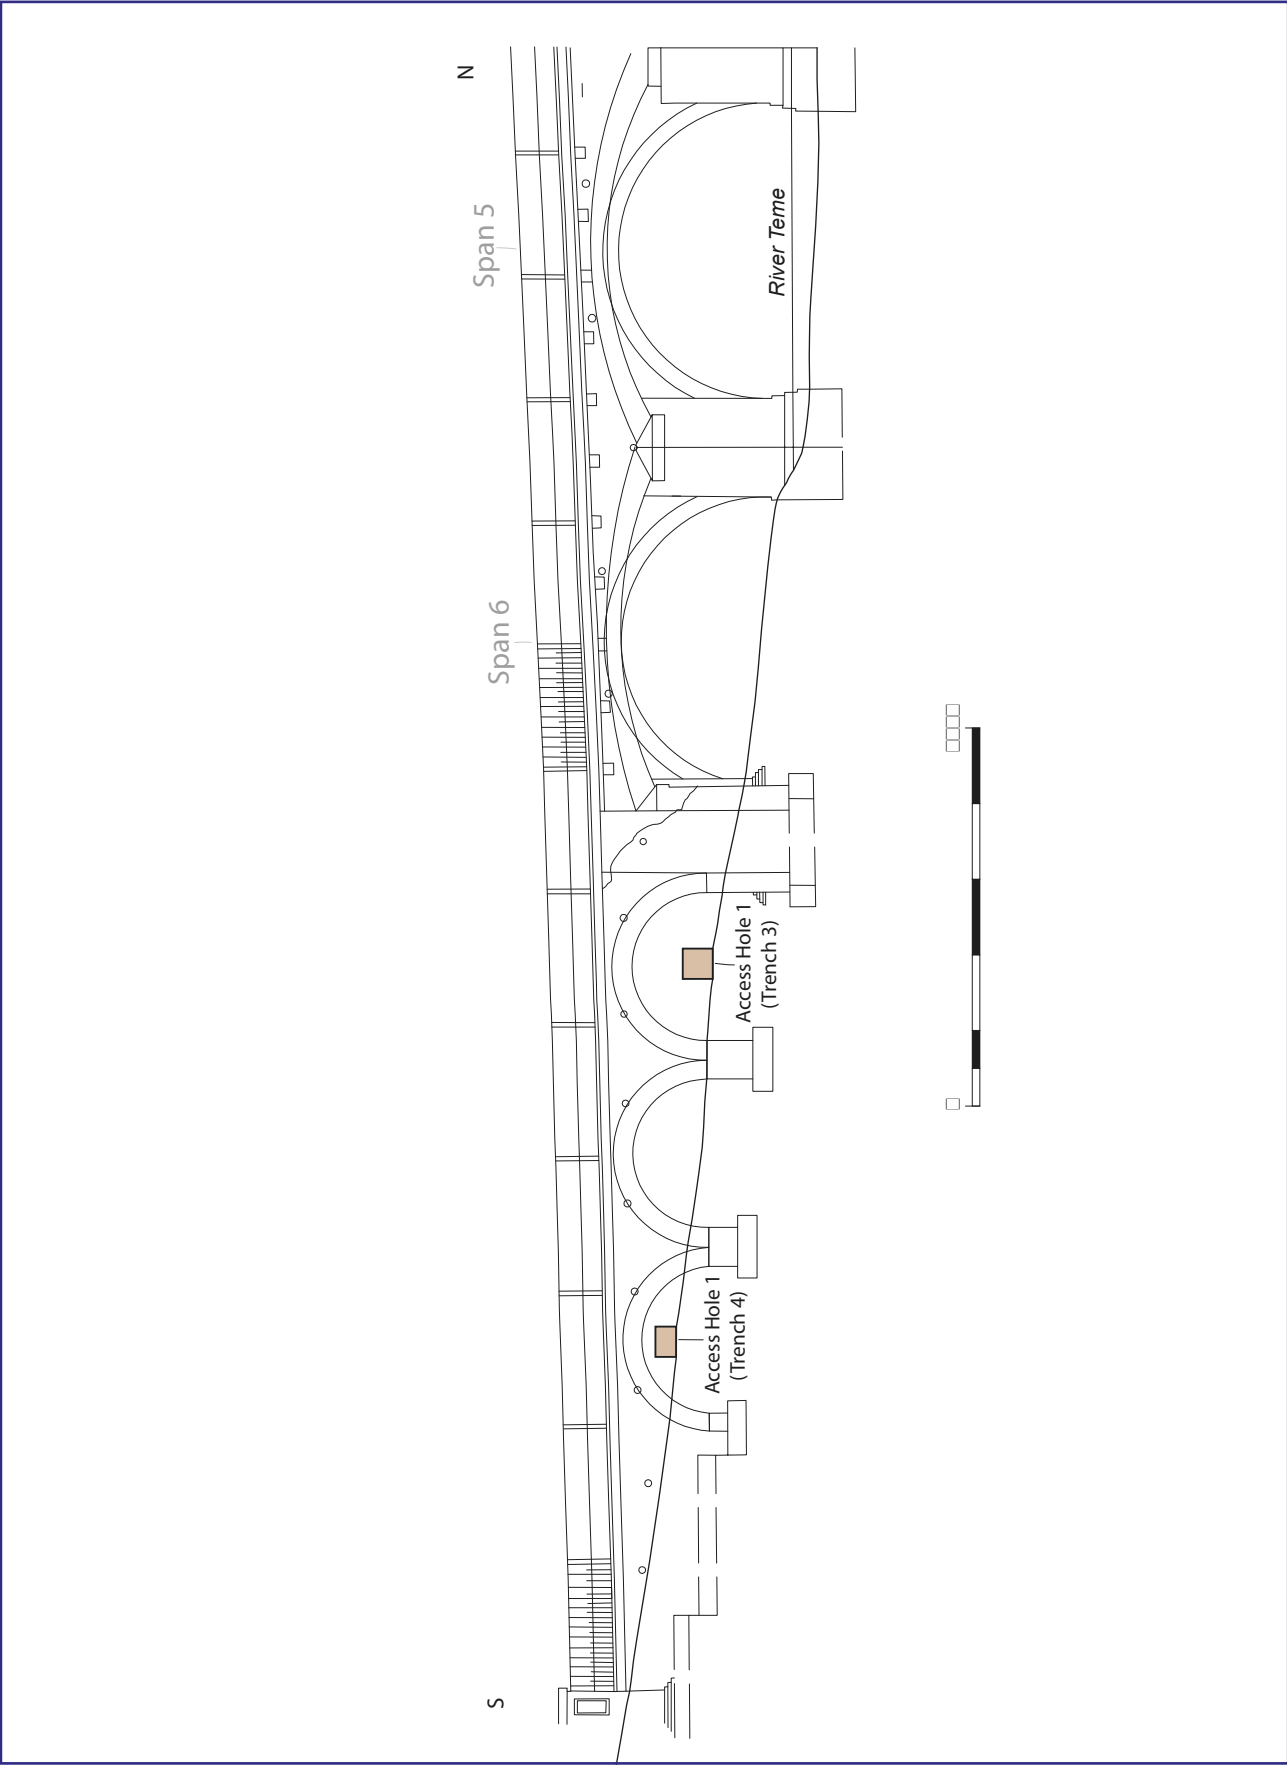 S
N
Span 6
Span 5
River Teme
Access Hole 1
(Trench 4)
Access Hole 1
(Trench 3)